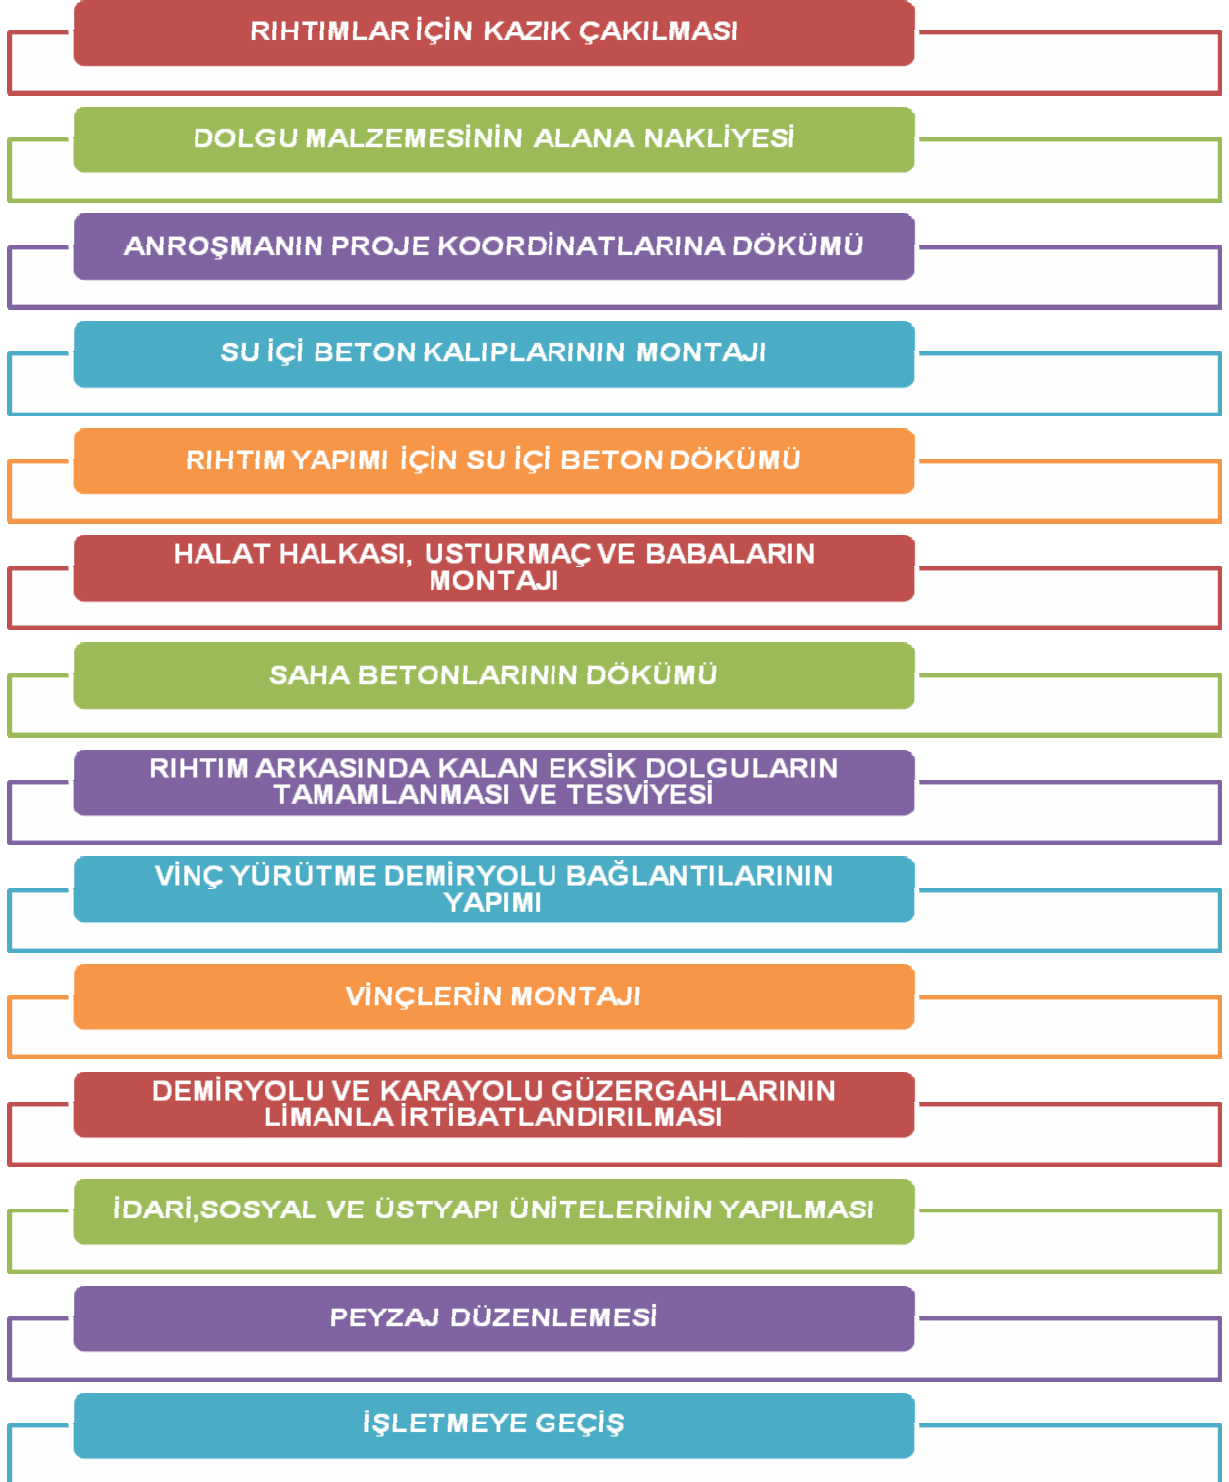 RIHTIMLAR İÇİN KAZIK ÇAKILMASI
DOLGU MALZEMESİNİN ALANA NAKLİYESİ
ANROŞMANIN PROJE KOORDİNATLARINA DÖKÜMÜ
SU İÇİ BETON KALIPLARININ MONTAJI
RIHTIM YAPIMI İÇİN SU İÇİ BETON DÖKÜMÜ
HALAT HALKASI, USTURMAÇ VE BABALARIN
MONTAJI
SAHA BETONLARININ DÖKÜMÜ
RIHTIM ARKASINDA KALAN EKSİK DOLGULARIN
TAMAMLANMASI VE TESVİYESİ
VİNÇ YÜRÜTME DEMİRYOLU BAĞLANTILARININ
YAPIMI
VİNÇLERİN MONTAJI
DEMİRYOLU VE KARAYOLU GÜZERGAHLARININ
LİMANLA İRTİBATLANDIRILMASI
İDARİ,SOSYAL VE ÜSTYAPI ÜNİTELERİNİN YAPILMASI
PEYZAJ DÜZENLEMESİ
İŞLETMEYE GEÇİŞ